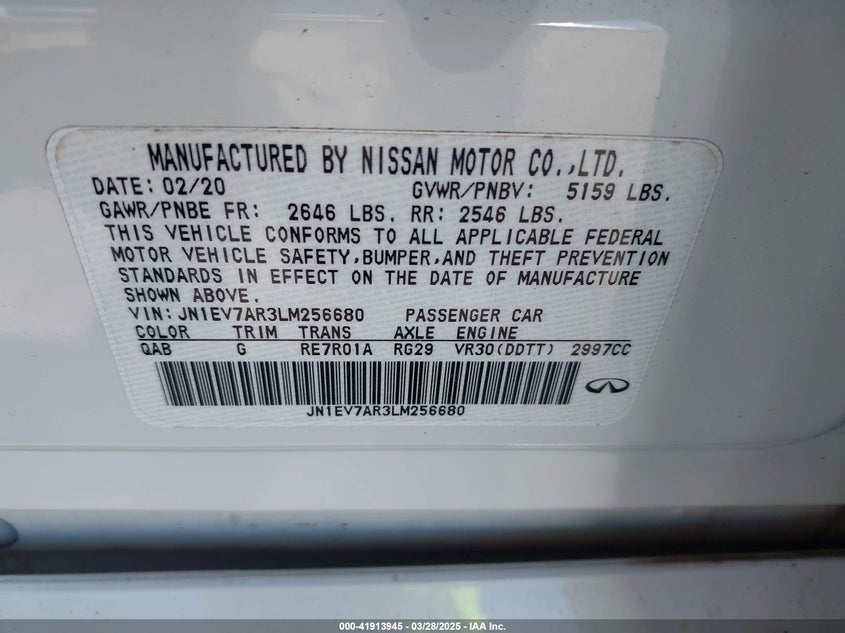 MANUFACTURED BY NISSAN MOTOR CO.,LTD.
DATE: 02/20 GVWR/PNBV: 5159 LBS.
GAWR/PNBE FR: 2646 LBS. RR: 2546 LBS.
THIS VEHICLE CONFORMS TO ALL APPLICABLE FEDERAL
MOTOR VEHICLE SAFETY,BUMPER,AND THEFT PREVENTION
STANDARDS IN EFFECT ON THE DATE OF MANUFACTURE
SHOWN ABOVE.
VIN: JN1EV7AR3LM256680 PASSENGER CAR
COLOR TRIM TRANS AXLE ENGINE
QAB G RE7R01A RG29 VR30(DDTT) 2997CC
JN1EV7AR3LM256680
000-41913945 - 03/28/2025 - IAA Inc.